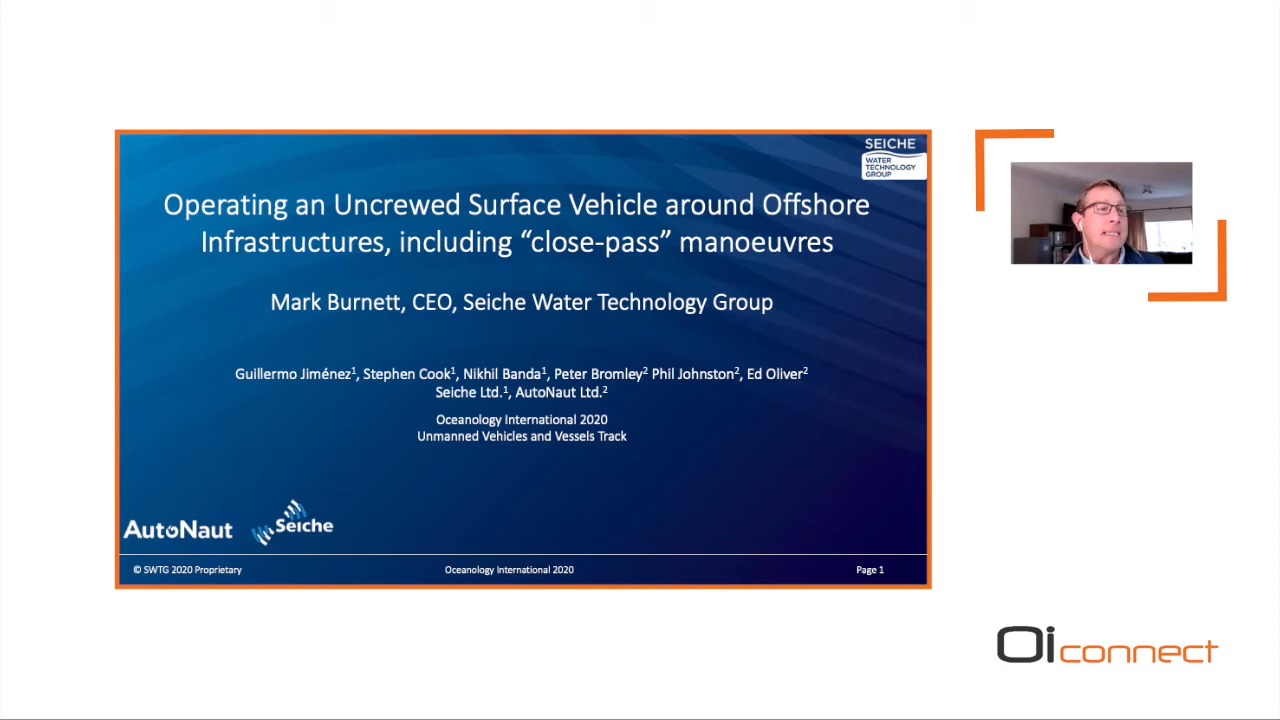 SEICHE
WATER
TECHNOLOGY
GROUP
Operating an Uncrewed Surface Vehicle around Offshore
Infrastructures, including “close-pass” manoeuvres
Mark Burnett, CEO, Seiche Water Technology Group
Guillermo Jiménez¹, Stephen Cook¹, Nikhil Banda¹, Peter Bromley² Phil Johnston², Ed Oliver²
Seiche Ltd.¹, AutoNaut Ltd.²
Oceanology International 2020
Unmanned Vehicles and Vessels Track
AutoNaut
Seiche
© SWTG 2020 Proprietary
Oceanology International 2020
Page 1
Oi connect